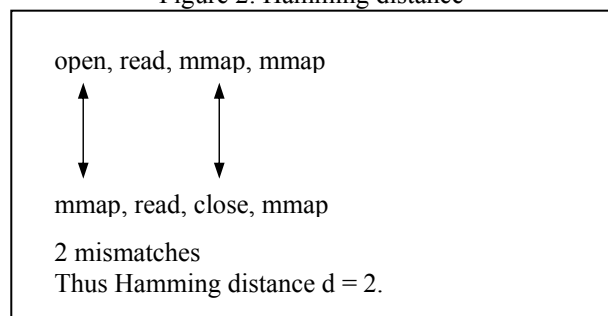 Figure 2. Hamming distance
open, read, mmap, mmap
mmap, read, close, mmap
2 mismatches
Thus Hamming distance d = 2.